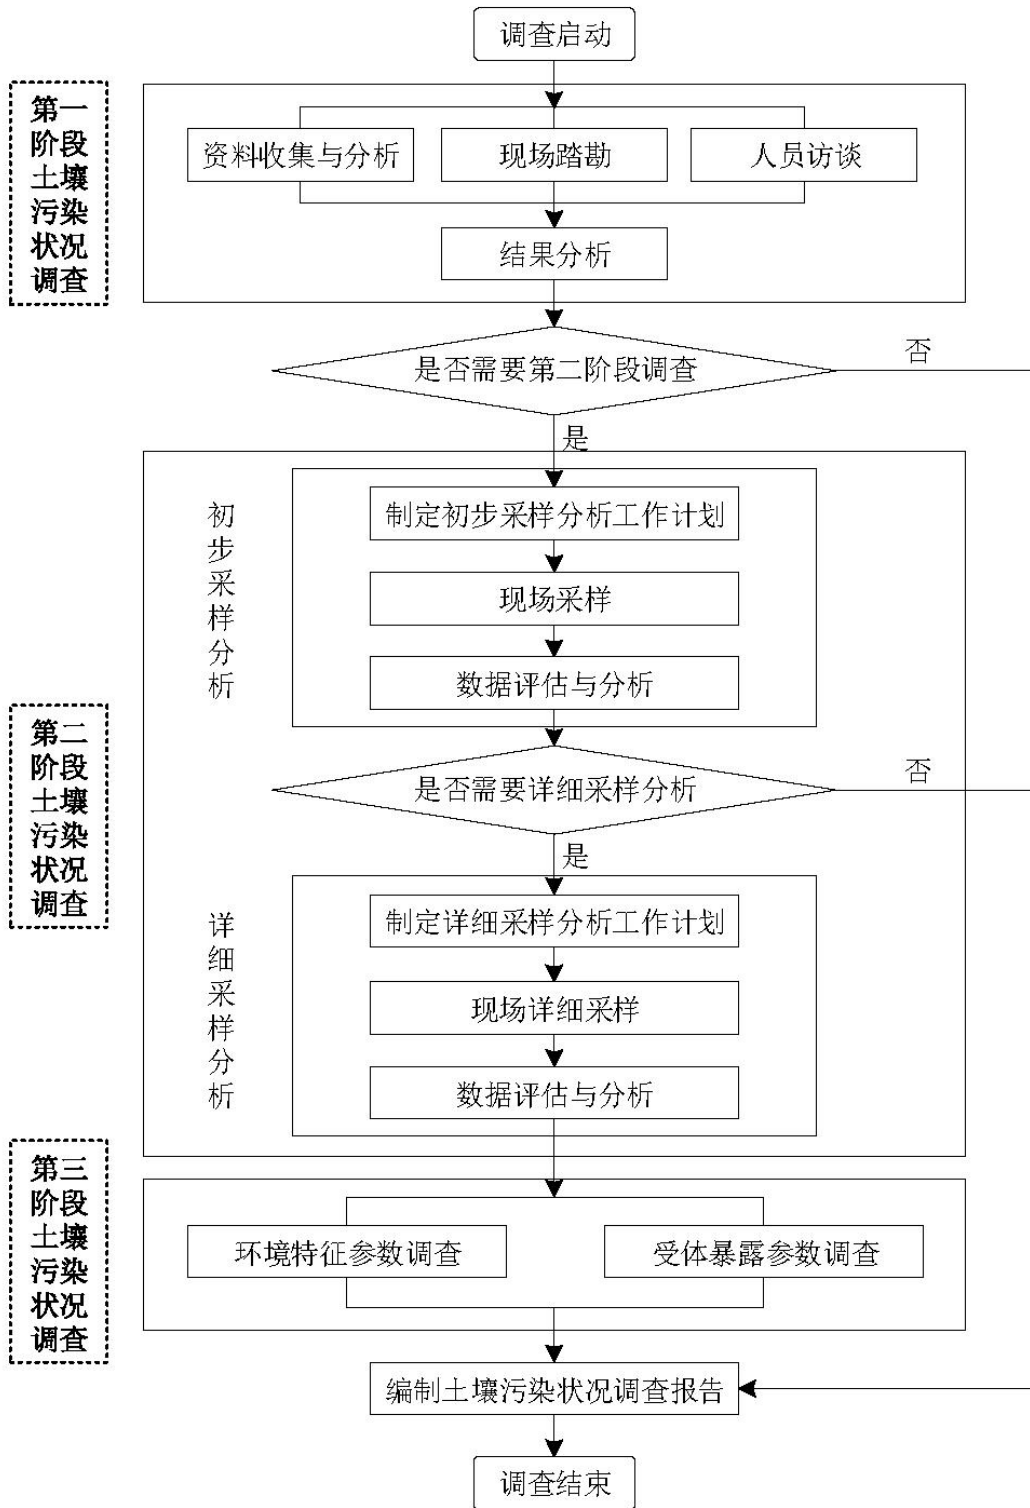 调查启动
第一
阶段
土壤
污染
状况
调查
资料收集与分析
现场踏勘
人员访谈
结果分析
是否需要第二阶段调查
否
是
初步采样分析
制定初步采样分析工作计划
现场采样
数据评估与分析
第二
阶段
土壤
污染
状况
调查
是否需要详细采样分析
否
是
详细采样分析
制定详细采样分析工作计划
现场详细采样
数据评估与分析
第三
阶段
土壤
污染
状况
调查
环境特征参数调查
受体暴露参数调查
编制土壤污染状况调查报告
调查结束